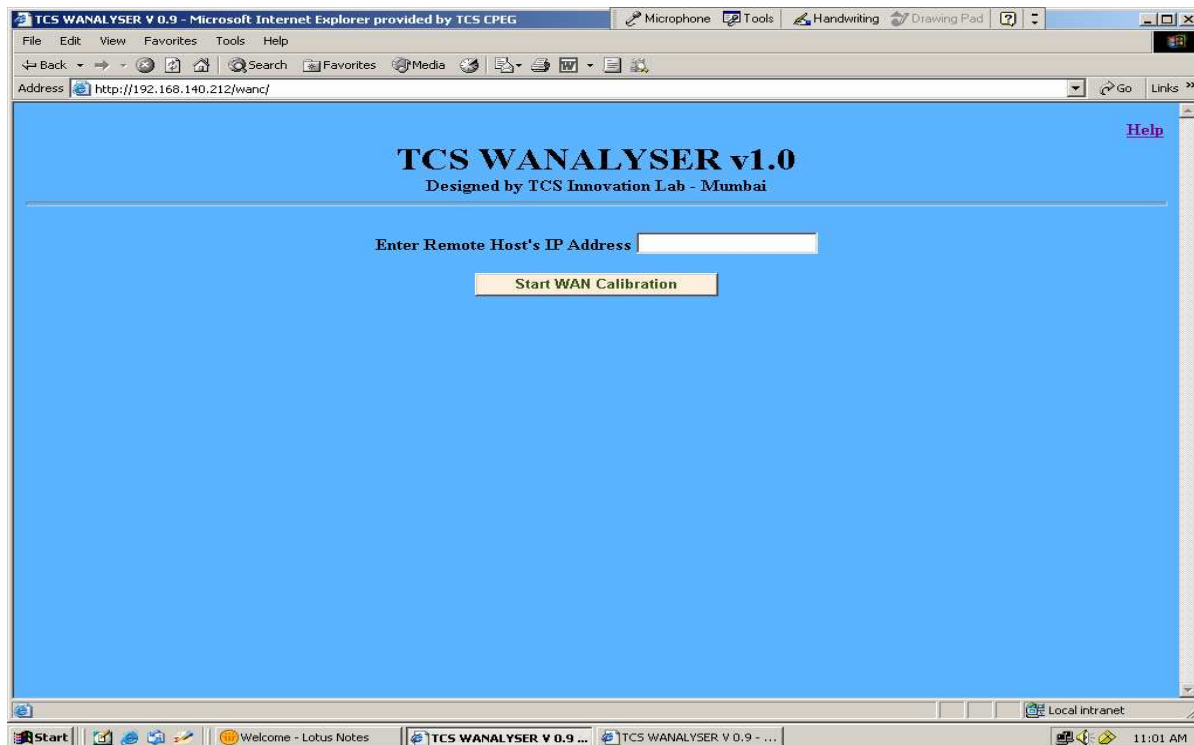 TCS WANALYSER V 0.9 - Microsoft Internet Explorer provided by TCS CPEG
Microphone Tools Handwriting Drawing Pad
File Edit View Favorites Tools Help
Back Search Favorites Media
Address http://192.168.140.212/wanc/ Go Links »
Help
TCS WANALYSER v1.0
Designed by TCS Innovation Lab - Mumbai
Enter Remote Host's IP Address
Start WAN Calibration
Local intranet
Start Welcome - Lotus Notes TCS WANALYSER V 0.9 ... TCS WANALYSER V 0.9 - ... 11:01 AM